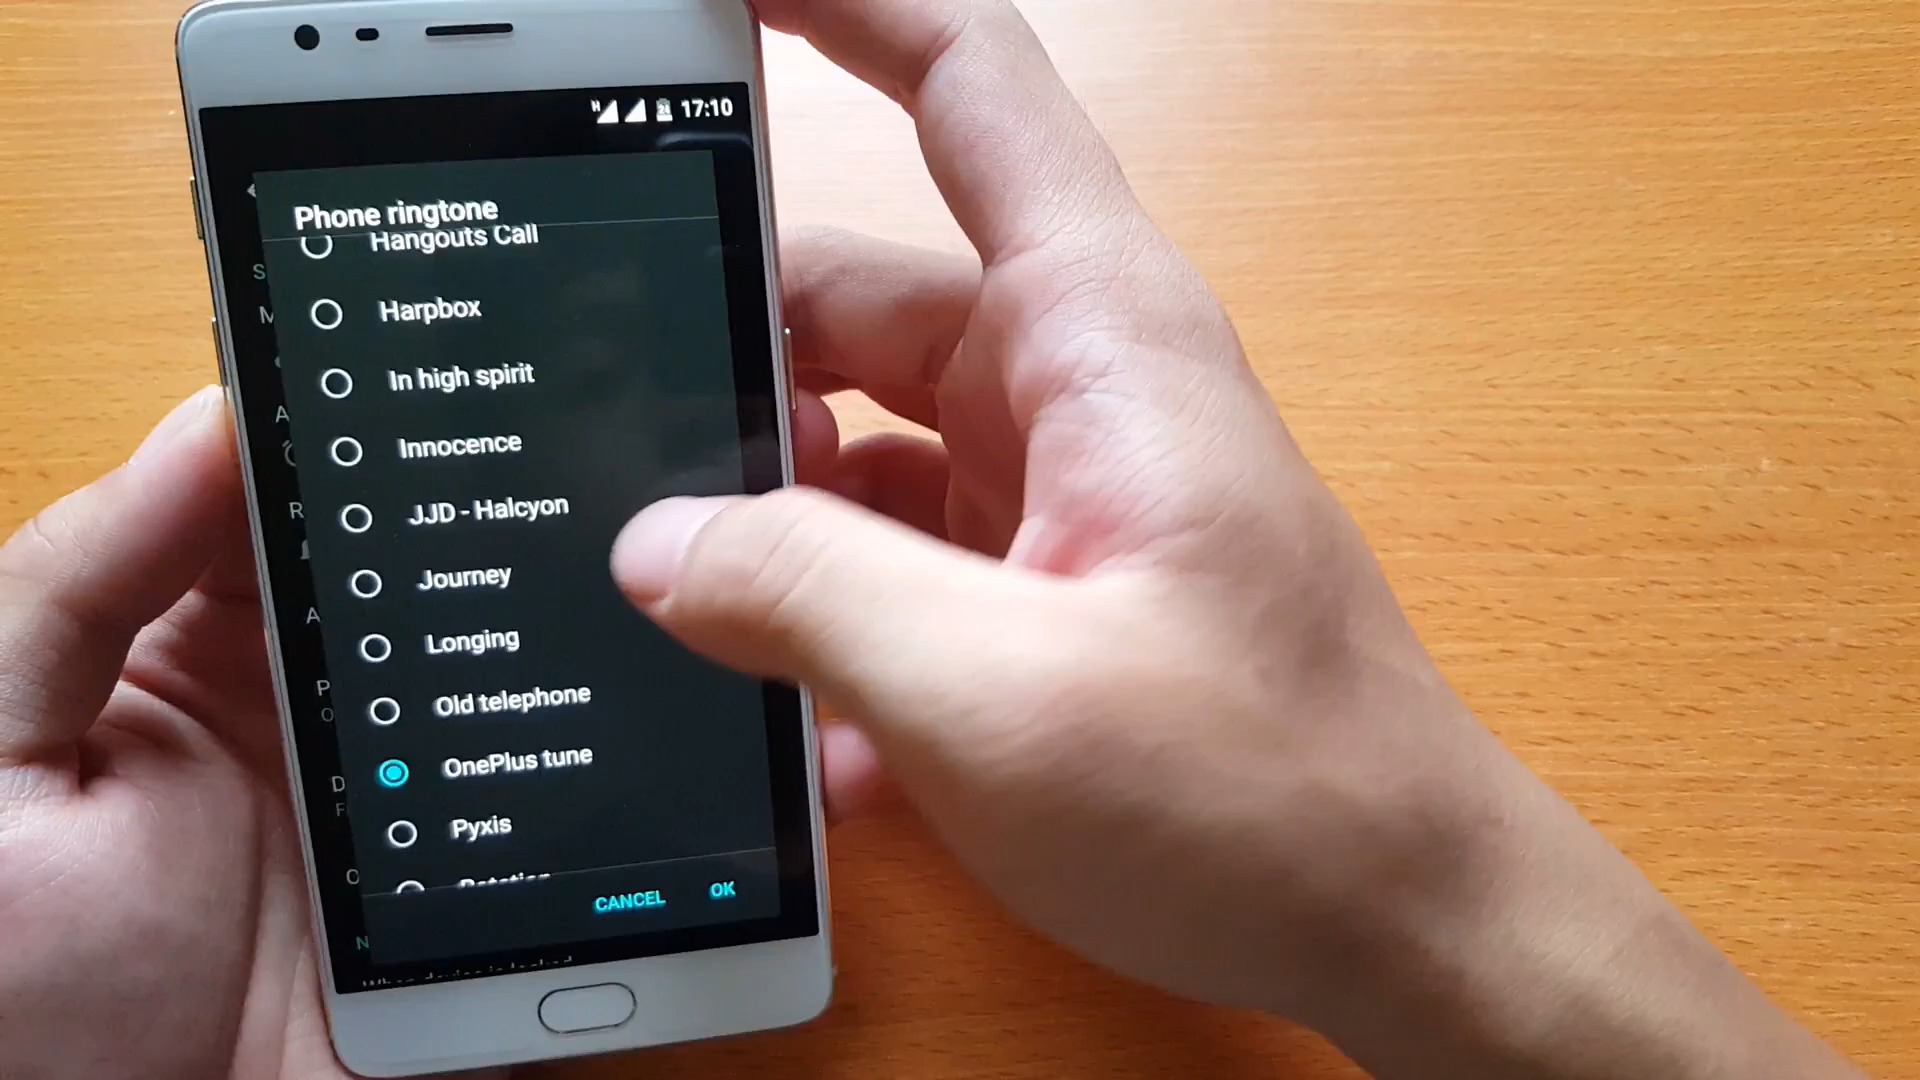 17:10
Phone ringtone
Hangouts Call
Harpbox
In high spirit
Innocence
JJD - Halcyon
Journey
Longing
Old telephone
OnePlus tune
Pyxis
Rotation
CANCEL OK